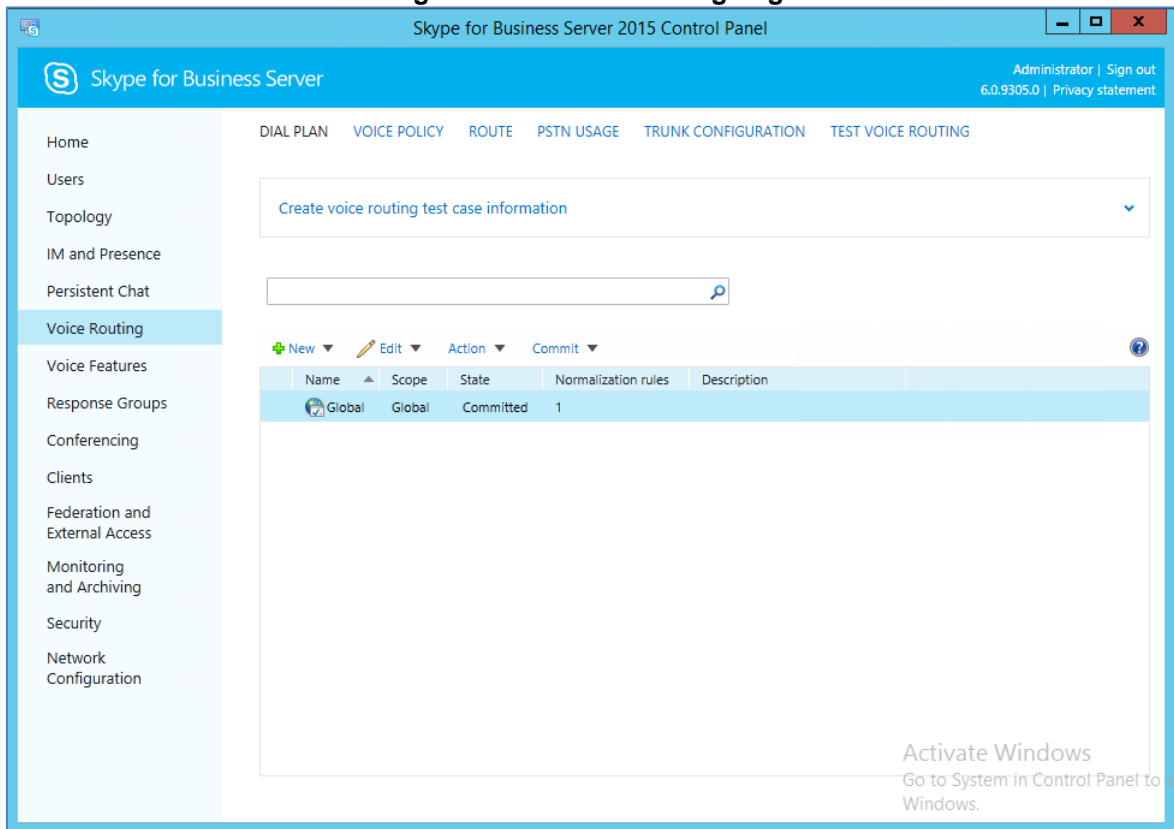 Skype for Business Server 2015 Control Panel
Skype for Business Server
Administrator | Sign out
6.0.9305.0 | Privacy statement
Home
Users
Topology
IM and Presence
Persistent Chat
Voice Routing
Voice Features
Response Groups
Conferencing
Clients
Federation and
External Access
Monitoring
and Archiving
Security
Network
Configuration
DIAL PLAN VOICE POLICY ROUTE PSTN USAGE TRUNK CONFIGURATION TEST VOICE ROUTING
Create voice routing test case information
New Edit Action Commit
Name Scope State Normalization rules Description
Global Global Committed 1
Activate Windows
Go to System in Control Panel to a
Windows.